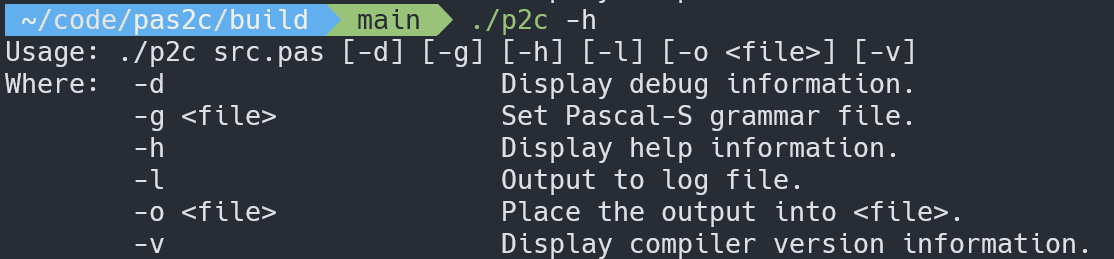 ~/code/pas2c/build main ./p2c -h
Usage: ./p2c src.pas [-d] [-g] [-h] [-l] [-o <file>] [-v]
Where: -d Display debug information.
-g <file> Set Pascal-S grammar file.
-h Display help information.
-l Output to log file.
-o <file> Place the output into <file>.
-v Display compiler version information.